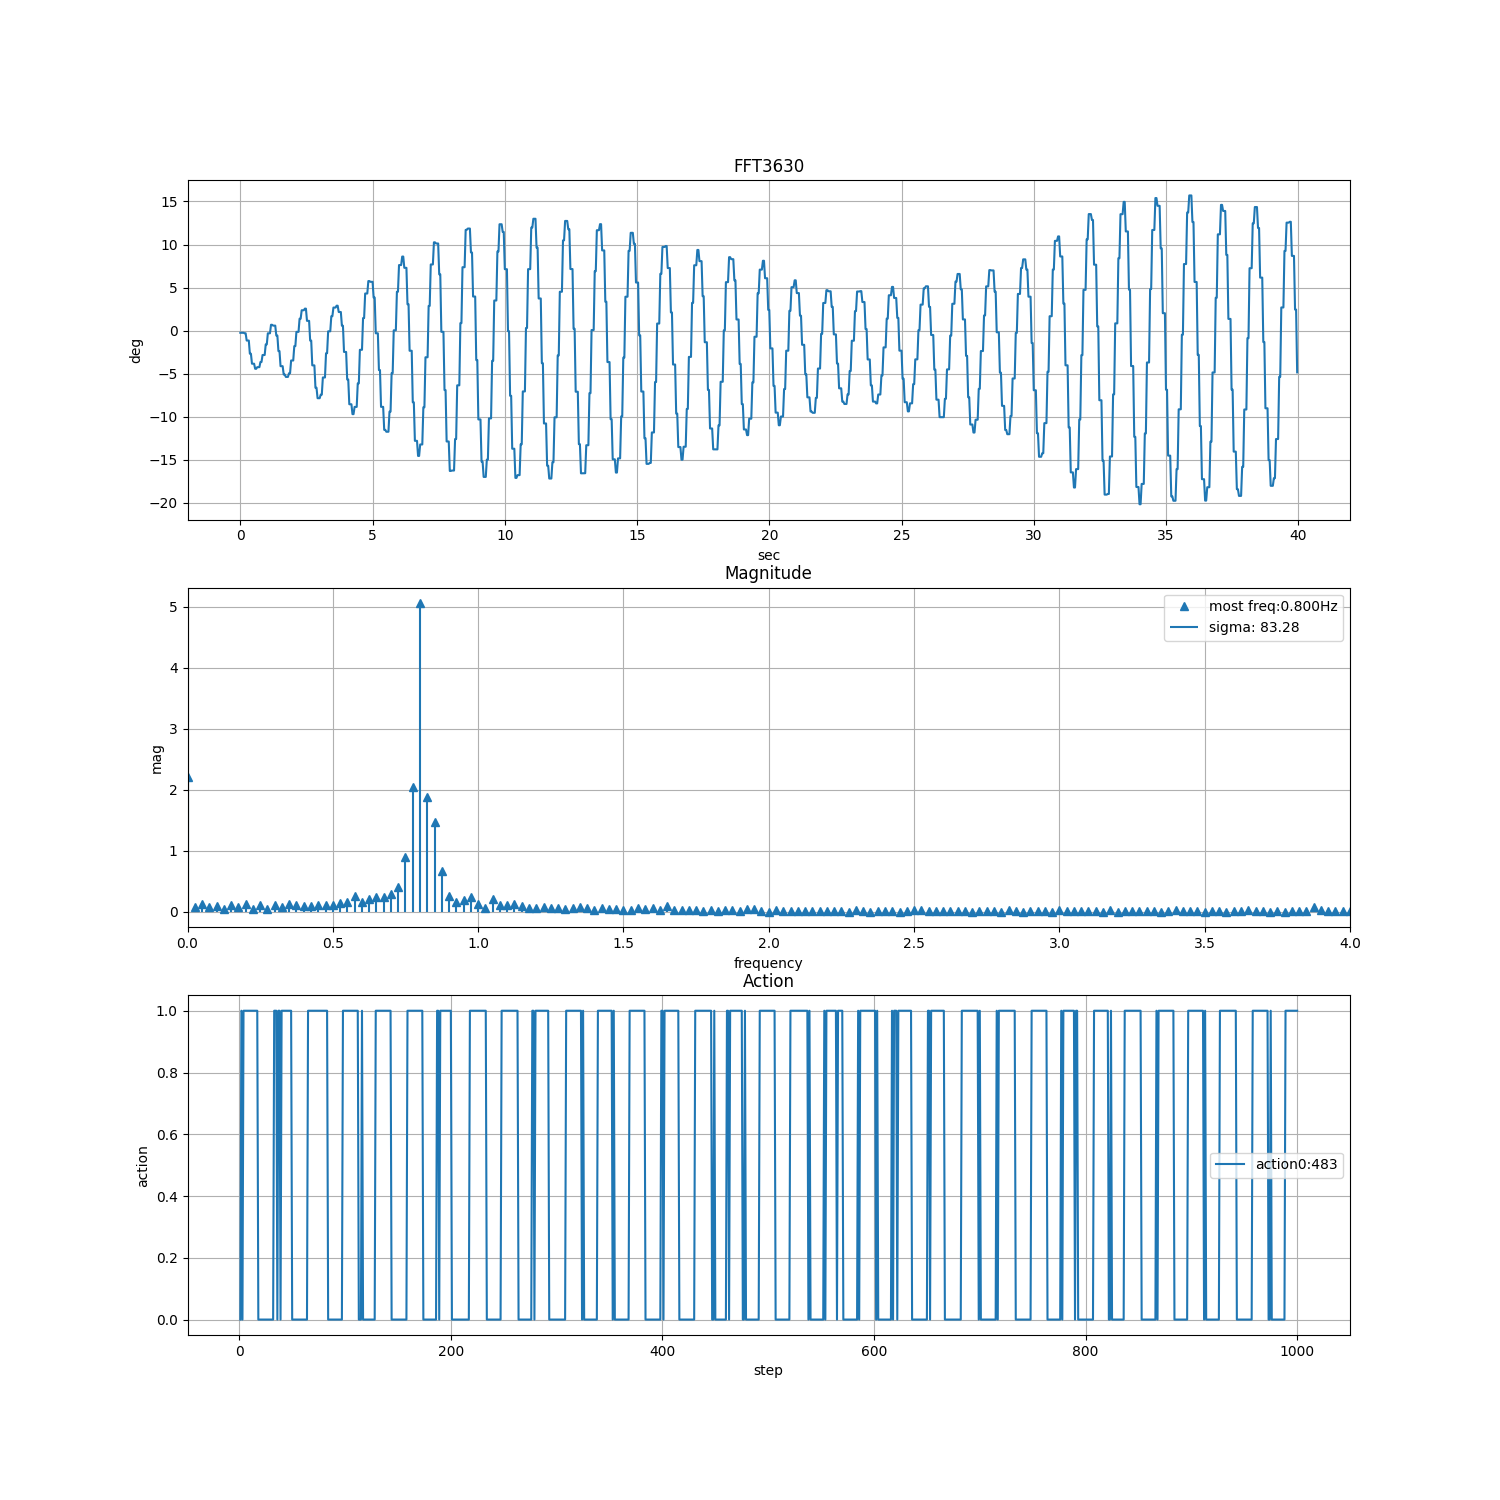 FFT3630
15
10
5
0
−5
−10
−15
−20
deg
0 5 10 15 20 25 30 35 40
sec
Magnitude
5
4
3
2
1
0
mag
most freq:0.800Hz
sigma: 83.28
0.0 0.5 1.0 1.5 2.0 2.5 3.0 3.5 4.0
frequency
Action
1.0
0.8
0.6
0.4
0.2
0.0
action
action0:483
0 200 400 600 800 1000
step